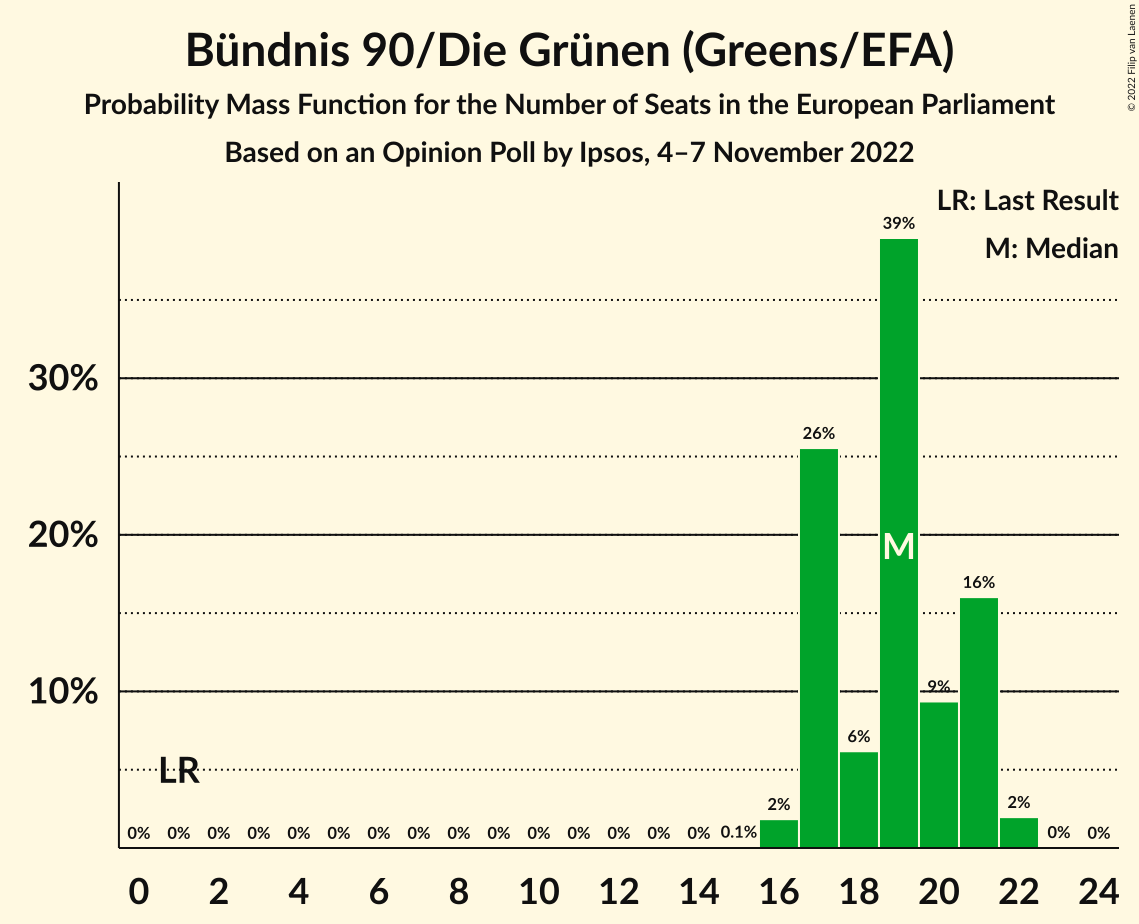 Bündnis 90/Die Grünen (Greens/EFA)
Probability Mass Function for the Number of Seats in the European Parliament
Based on an Opinion Poll by Ipsos, 4–7 November 2022
© 2022 Filip van Laenen
LR: Last Result
M: Median
39%
30%
26%
20%
M
16%
10%
9%
6%
LR
2%
2%
0% 0% 0% 0% 0% 0% 0% 0% 0% 0% 0% 0% 0% 0% 0% 0.1% 0% 0%
0 2 4 6 8 10 12 14 16 18 20 22 24